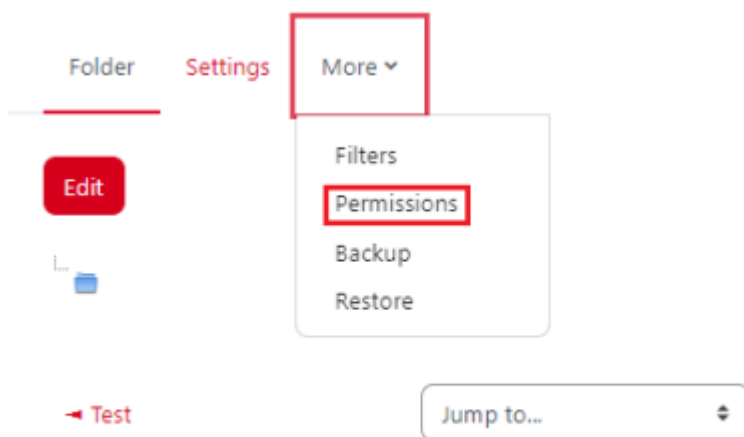 Folder Settings More
Filters
Edit
Permissions
Backup
Restore
Test Jump to...